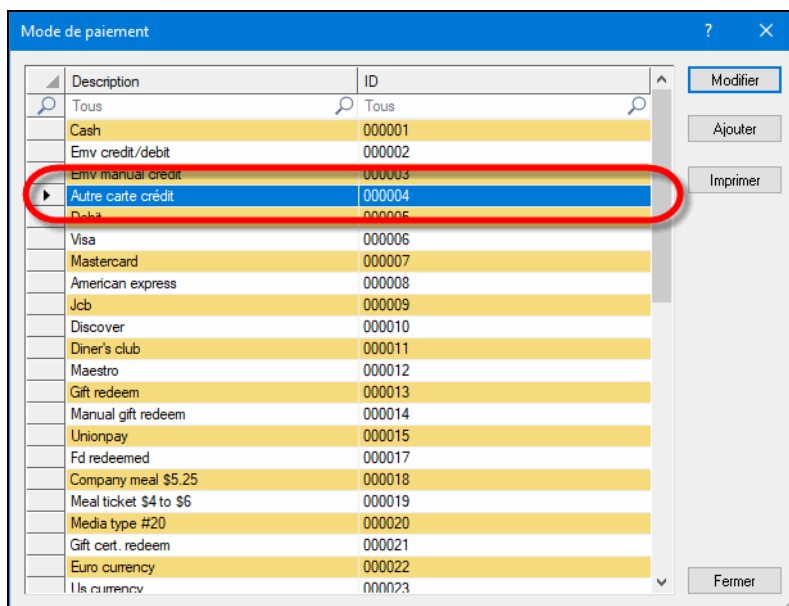 Mode de paiement ?
Description ID Modifier
Tous Tous
Cash 000001 Ajouter
Emv credit/debit 000002
Emv manual credit 000003 Imprimer
Autre carte crédit 000004
Debit 000005
Visa 000006
Mastercard 000007
American express 000008
Jcb 000009
Discover 000010
Diner's club 000011
Maestro 000012
Gift redeem 000013
Manual gift redeem 000014
Unionpay 000015
Fd redeemed 000017
Company meal $5.25 000018
Meal ticket $4 to $6 000019
Media type #20 000020
Gift cert. redeem 000021
Euro currency 000022 Fermer
Us currency 000023